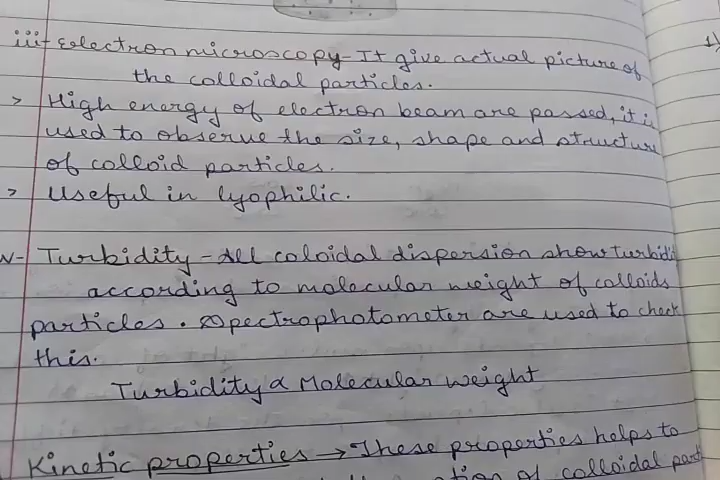 iii- Eelectron microscopy- It give actual picture of
the colloidal particles.
> High energy of electron beam are passed, it is
used to observe the size, shape and structure
of colloid particles.
> Useful in lyophilic.
Turbidity - All coloidal dispersion show
according to molecular weight of colloids
particles. Spectrophotometer are used to check
this.
Turbidity α Molecular weight
Kinetic properties → These properties helps to
of colloidal